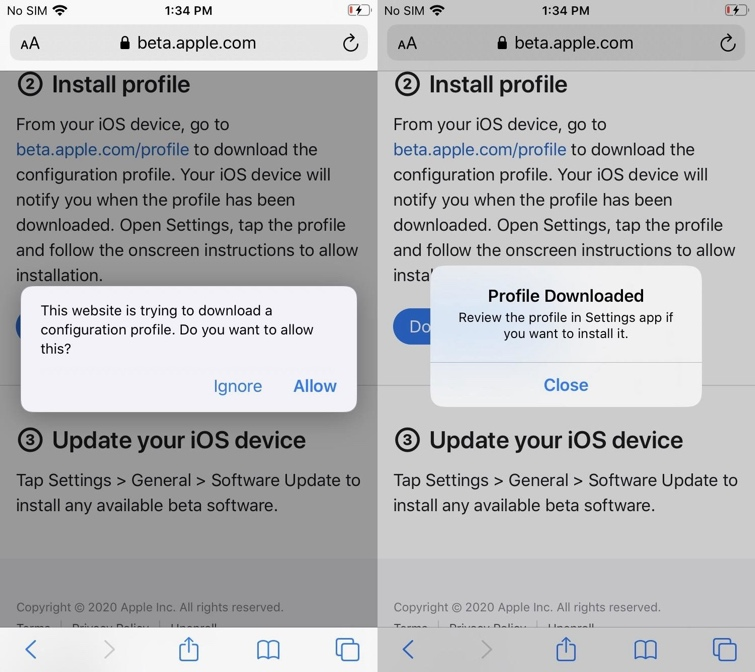 No SIM 1:34 PM
AA beta.apple.com
2 Install profile
From your iOS device, go to
beta.apple.com/profile to download the
configuration profile. Your iOS device will
notify you when the profile has been
downloaded. Open Settings, tap the profile
and follow the onscreen instructions to allow
installation.
This website is trying to download a
configuration profile. Do you want to allow
this?
Ignore Allow
3 Update your iOS device
Tap Settings > General > Software Update to
install any available beta software.
Copyright © 2020 Apple Inc. All rights reserved.
Terms | Privacy Policy | Unenroll
No SIM 1:34 PM
AA beta.apple.com
2 Install profile
From your iOS device, go to
beta.apple.com/profile to download the
configuration profile. Your iOS device will
notify you when the profile has been
downloaded. Open Settings, tap the profile
and follow the onscreen instructions to allow
insta
Do
Profile Downloaded
Review the profile in Settings app if
you want to install it.
Close
3 Update your iOS device
Tap Settings > General > Software Update to
install any available beta software.
Copyright © 2020 Apple Inc. All rights reserved.
Terms | Privacy Policy | Unenroll